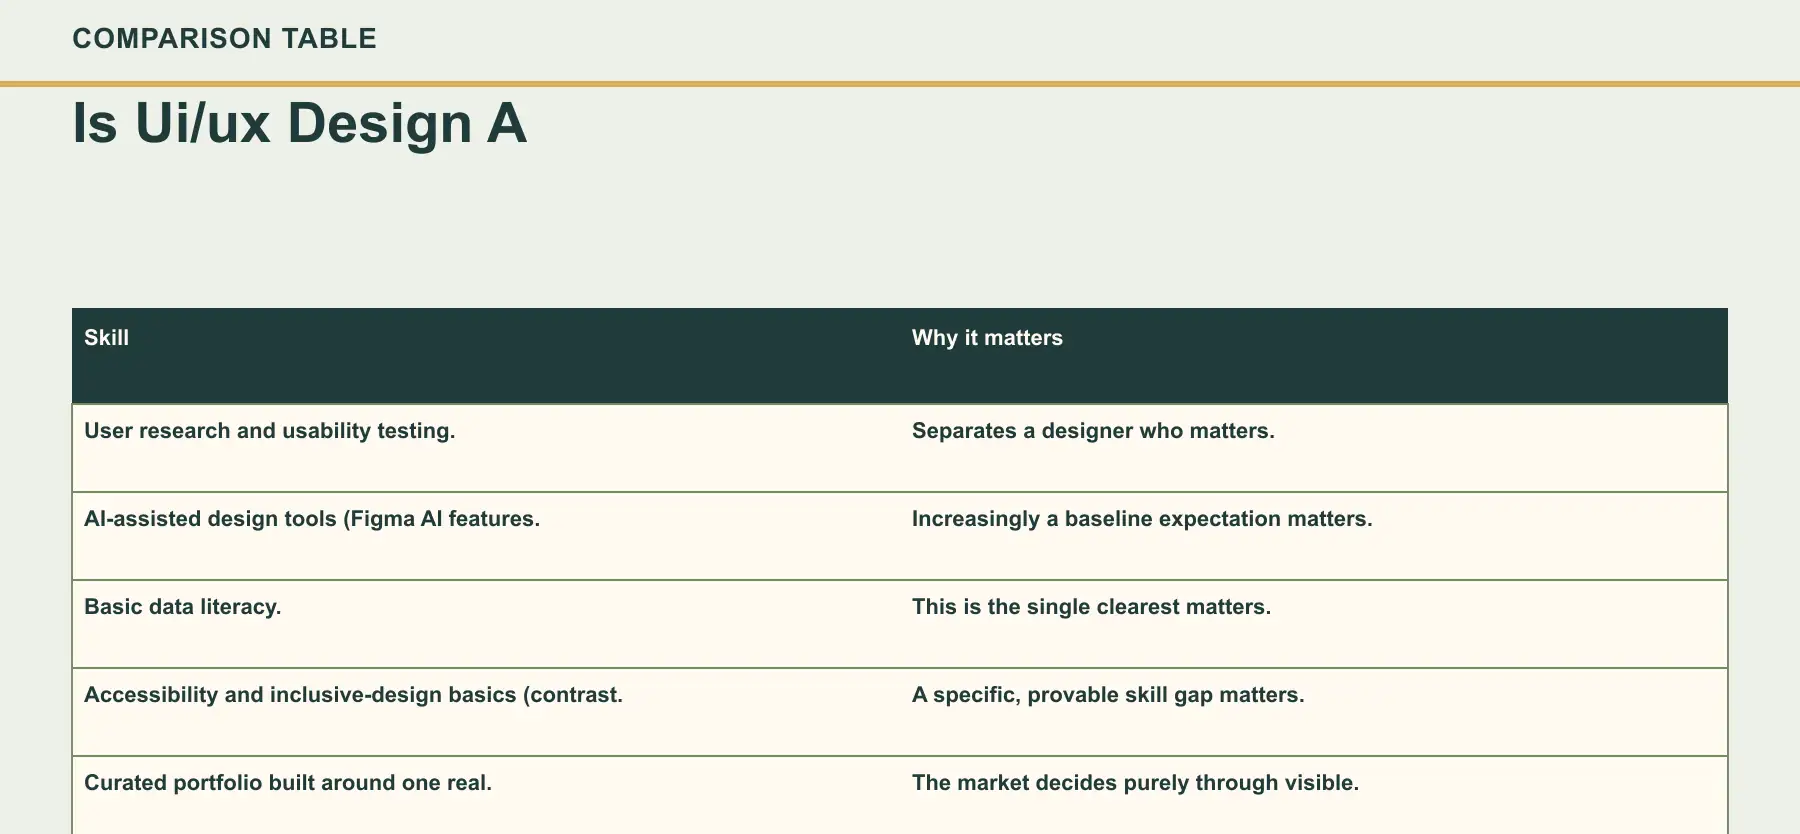 COMPARISON TABLE
Is Ui/ux Design A
Skill Why it matters
User research and usability testing. Separates a designer who matters.
AI-assisted design tools (Figma AI features. Increasingly a baseline expectation matters.
Basic data literacy. This is the single clearest matters.
Accessibility and inclusive-design basics (contrast. A specific, provable skill gap matters.
Curated portfolio built around one real. The market decides purely through visible.